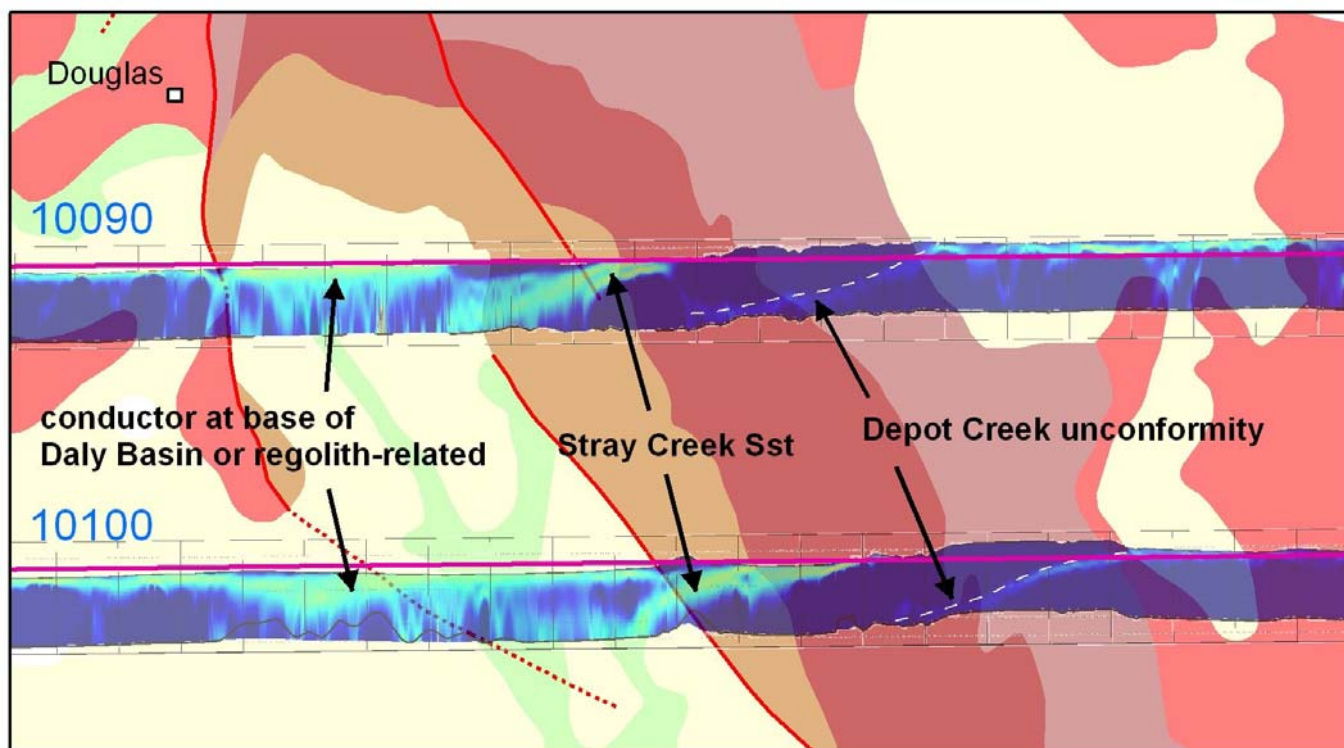 Douglas
10090
conductor at base of
Daly Basin or regolith-related
Stray Creek Sst
Depot Creek unconformity
10100